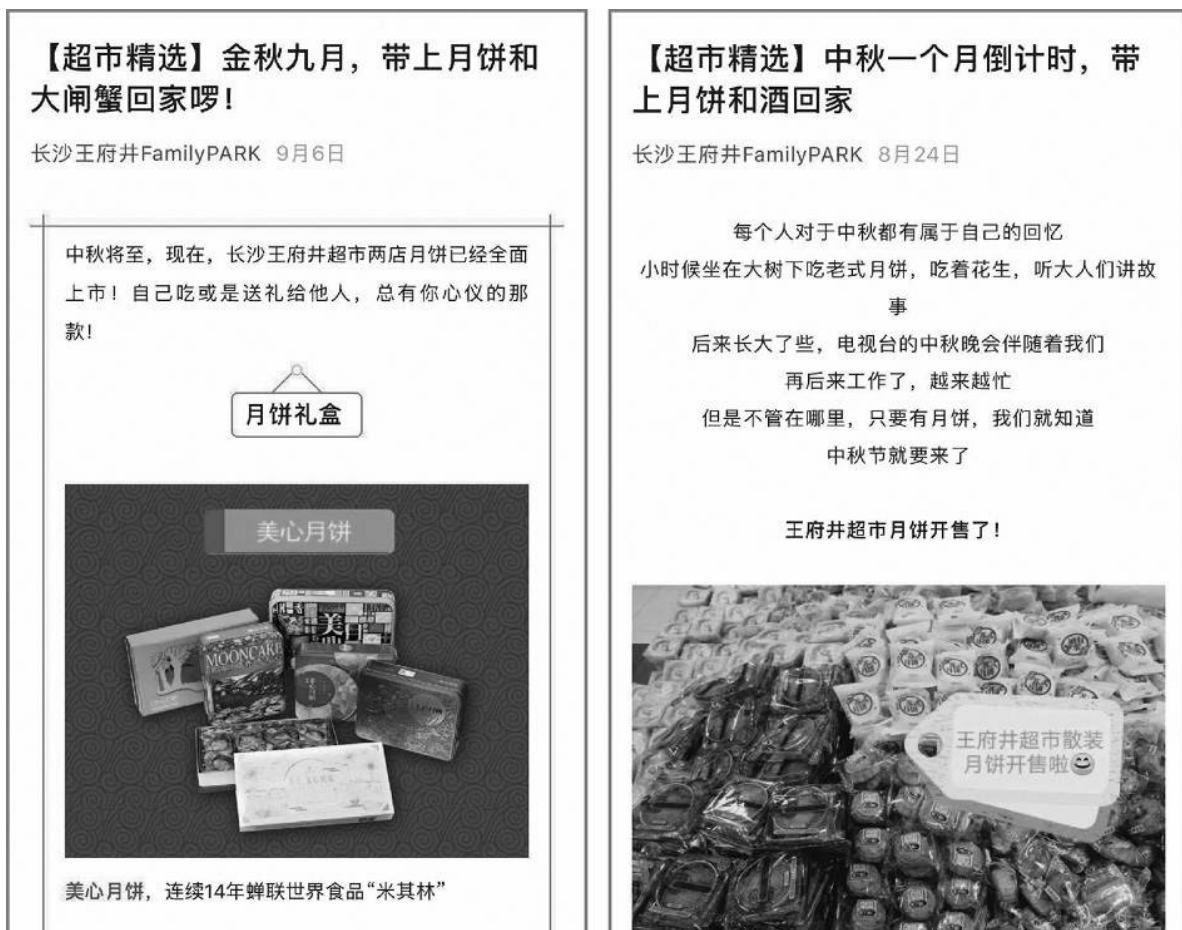 【超市精选】金秋九月，带上月饼和
大闸蟹回家啰！
长沙王府井FamilyPARK 9月6日
中秋将至，现在，长沙王府井超市两店月饼已经全面
上市！自己吃或是送礼给他人，总有你心仪的那
款！
月饼礼盒
美心月饼
美
MOONCAKE
美心月饼，连续14年蝉联世界食品“米其林”
【超市精选】中秋一个月倒计时，带
上月饼和酒回家
长沙王府井FamilyPARK 8月24日
每个人对于中秋都有属于自己的回忆
小时候坐在大树下吃老式月饼，吃着花生，听大人们讲故
事
后来长大了些，电视台的中秋晚会伴随着我们
再后来工作了，越来越忙
但是不管在哪里，只要有月饼，我们就知道
中秋节就要来了
王府井超市月饼开售了！
王府井超市散装
月饼开售啦😄